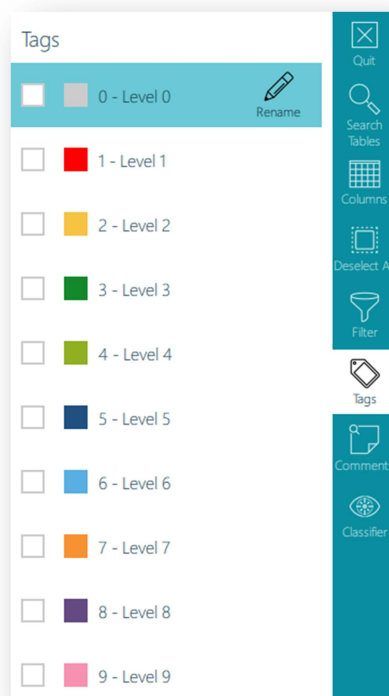 Tags
0 - Level 0
Rename
1 - Level 1
2 - Level 2
3 - Level 3
4 - Level 4
5 - Level 5
6 - Level 6
7 - Level 7
8 - Level 8
9 - Level 9
Quit
Search
Tables
Columns
Deselect A
Filter
Tags
Comment
Classifier